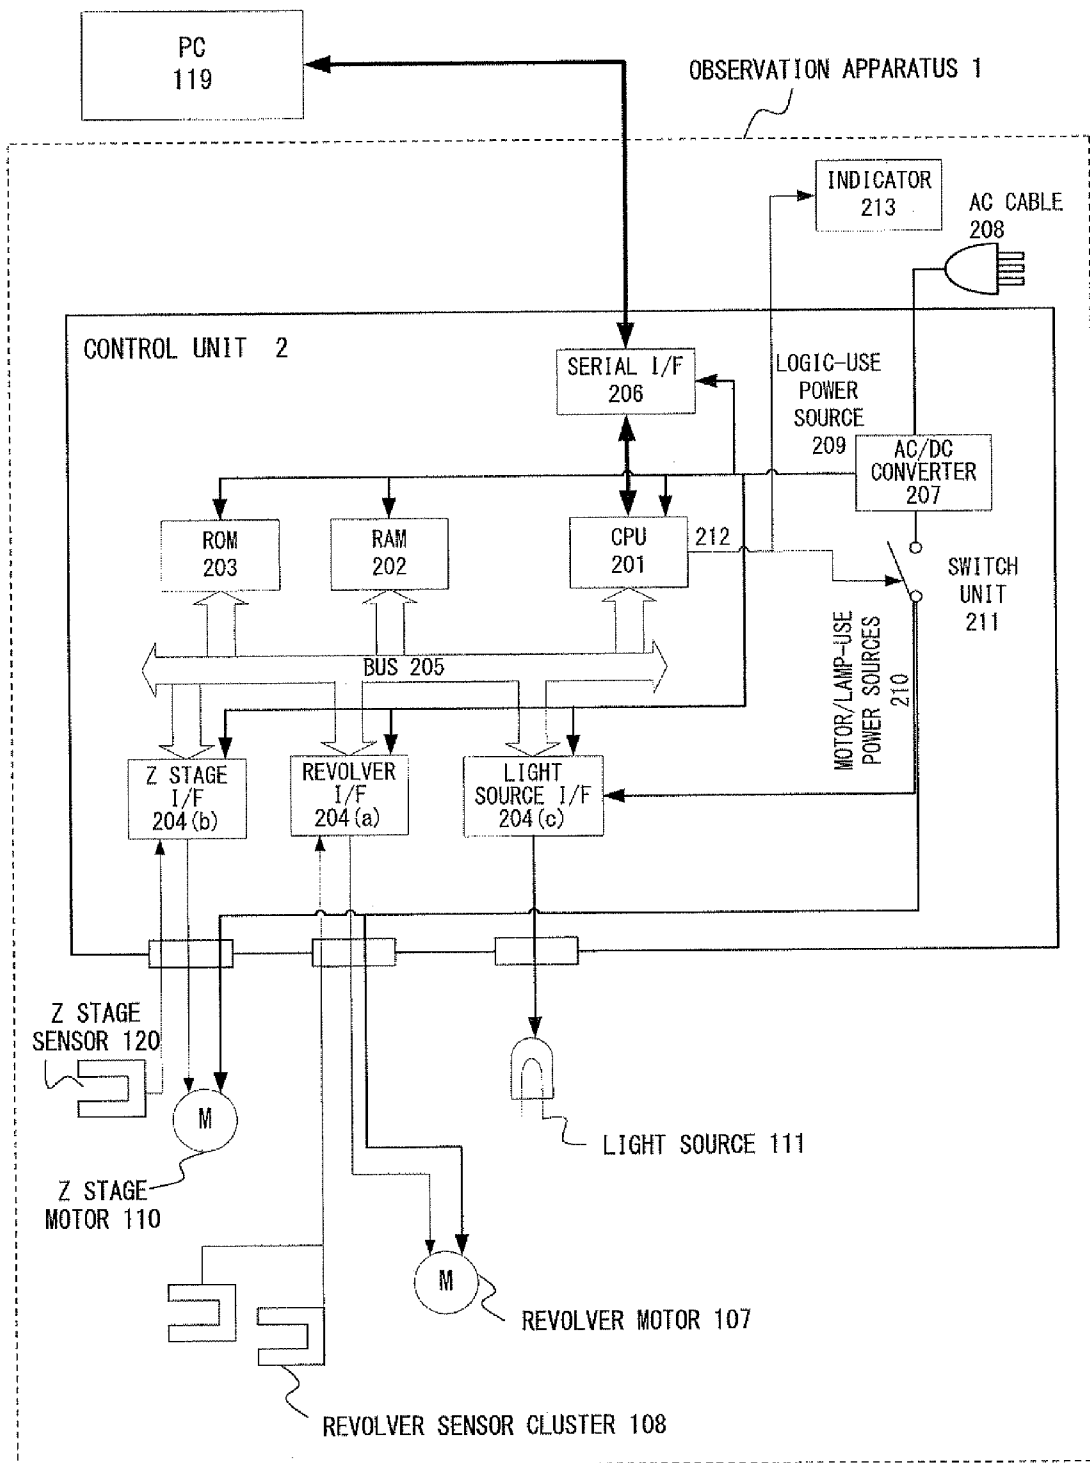 PC
119
OBSERVATION APPARATUS 1
INDICATOR
213
AC CABLE
208
CONTROL UNIT 2
SERIAL I/F
206
LOGIC-USE
POWER
SOURCE
209
AC/DC
CONVERTER
207
ROM
203
RAM
202
CPU
201
212
SWITCH
UNIT
211
BUS 205
MOTOR/LAMP-USE
POWER SOURCES
210
Z STAGE
I/F
204(b)
REVOLVER
I/F
204(a)
LIGHT
SOURCE I/F
204(c)
Z STAGE
SENSOR 120
M
LIGHT SOURCE 111
Z STAGE
MOTOR 110
M
REVOLVER MOTOR 107
REVOLVER SENSOR CLUSTER 108